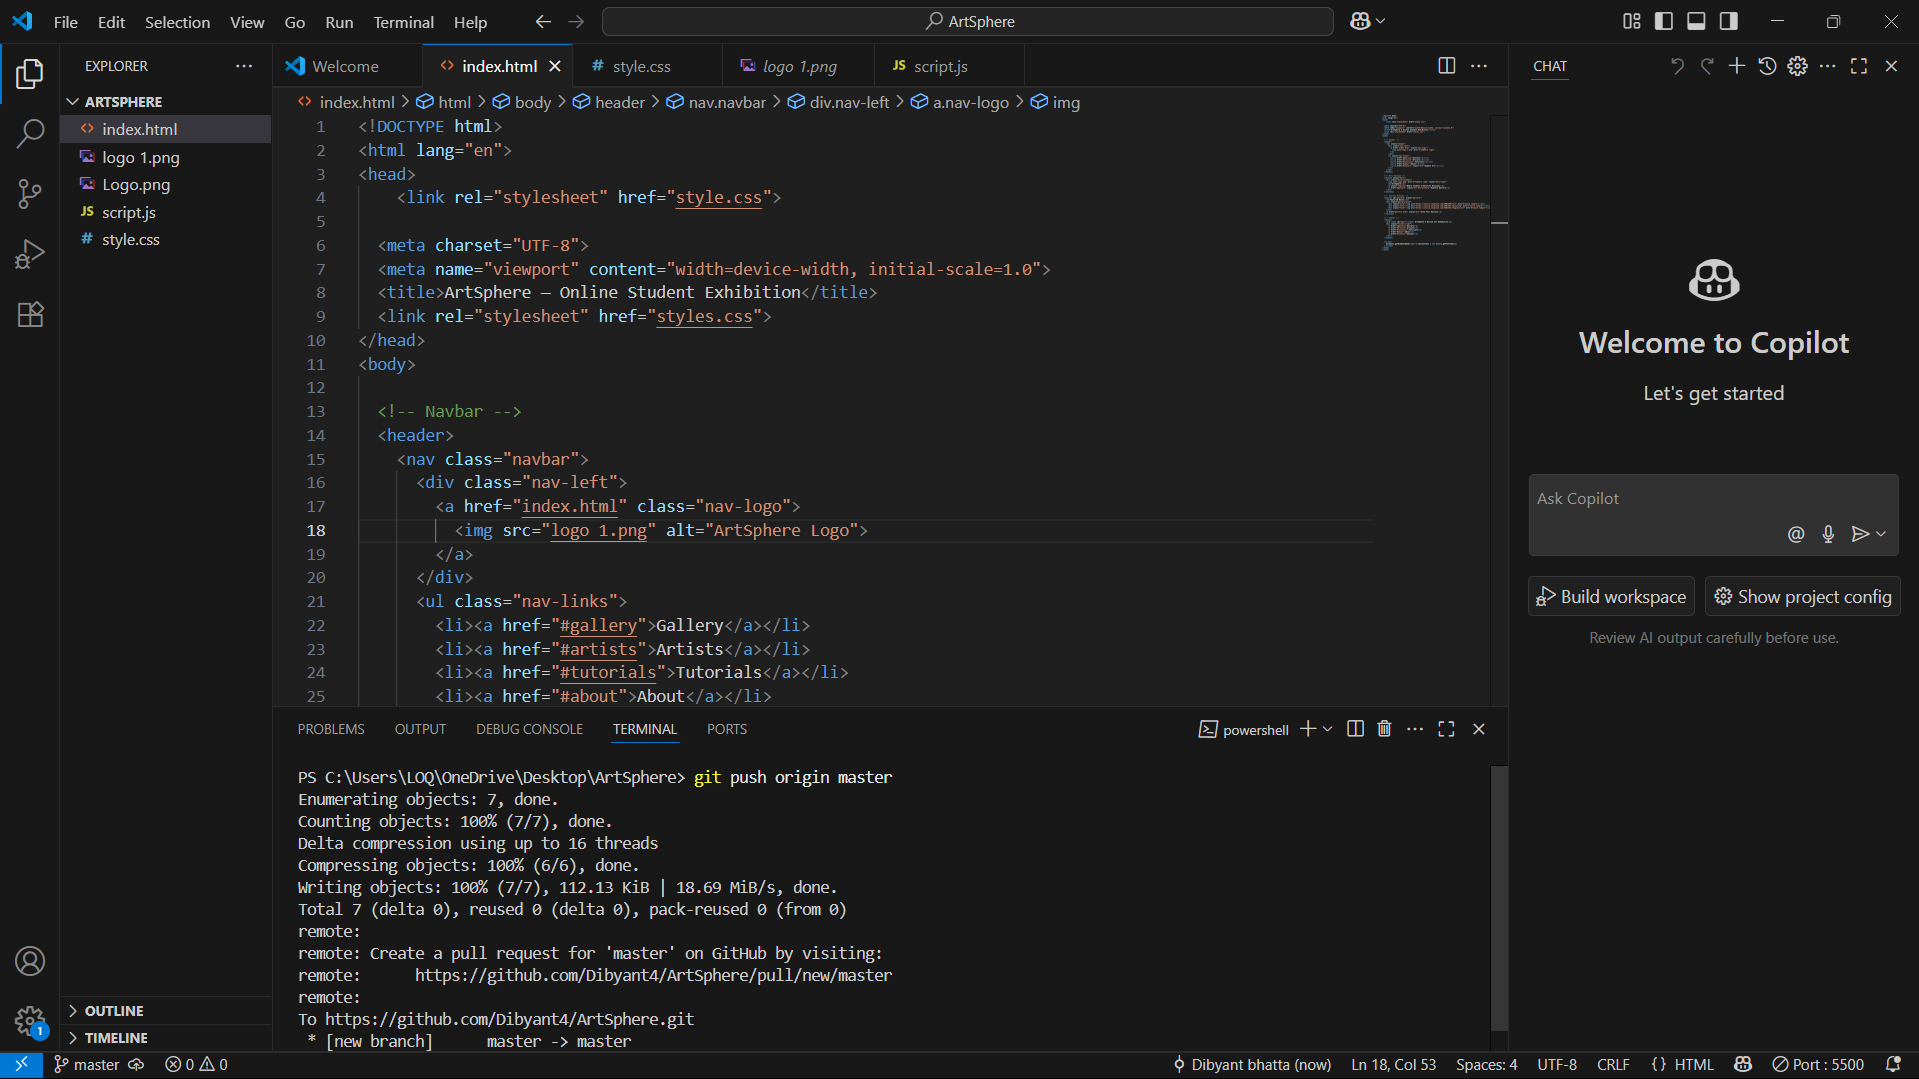 File Edit Selection View Go Run Terminal Help
ArtSphere
EXPLORER
ARTSPHERE
index.html
logo 1.png
Logo.png
JS script.js
# style.css
OUTLINE
TIMELINE
Welcome
<> index.html
# style.css
logo 1.png
JS script.js
<> index.html > html > body > header > nav.navbar > div.nav-left > a.nav-logo > img
1 <!DOCTYPE html>
2 <html lang="en">
3 <head>
4 <link rel="stylesheet" href="style.css">
5
6 <meta charset="UTF-8">
7 <meta name="viewport" content="width=device-width, initial-scale=1.0">
8 <title>ArtSphere – Online Student Exhibition</title>
9 <link rel="stylesheet" href="styles.css">
10 </head>
11 <body>
12
13 <!-- Navbar -->
14 <header>
15 <nav class="navbar">
16 <div class="nav-left">
17 <a href="index.html" class="nav-logo">
18 <img src="logo 1.png" alt="ArtSphere Logo">
19 </a>
20 </div>
21 <ul class="nav-links">
22 <li><a href="#gallery">Gallery</a></li>
23 <li><a href="#artists">Artists</a></li>
24 <li><a href="#tutorials">Tutorials</a></li>
25 <li><a href="#about">About</a></li>
PROBLEMS OUTPUT DEBUG CONSOLE TERMINAL PORTS
powershell
PS C:\Users\LOQ\OneDrive\Desktop\ArtSphere> git push origin master
Enumerating objects: 7, done.
Counting objects: 100% (7/7), done.
Delta compression using up to 16 threads
Compressing objects: 100% (6/6), done.
Writing objects: 100% (7/7), 112.13 KiB | 18.69 MiB/s, done.
Total 7 (delta 0), reused 0 (delta 0), pack-reused 0 (from 0)
remote:
remote: Create a pull request for 'master' on GitHub by visiting:
remote: https://github.com/Dibyant4/ArtSphere/pull/new/master
remote:
To https://github.com/Dibyant4/ArtSphere.git
* [new branch] master -> master
CHAT
Welcome to Copilot
Let's get started
Ask Copilot
@
Build workspace
Show project config
Review AI output carefully before use.
1
master
0 0
Dibyant bhatta (now)
Ln 18, Col 53
Spaces: 4
UTF-8
CRLF
{} HTML
Port : 5500